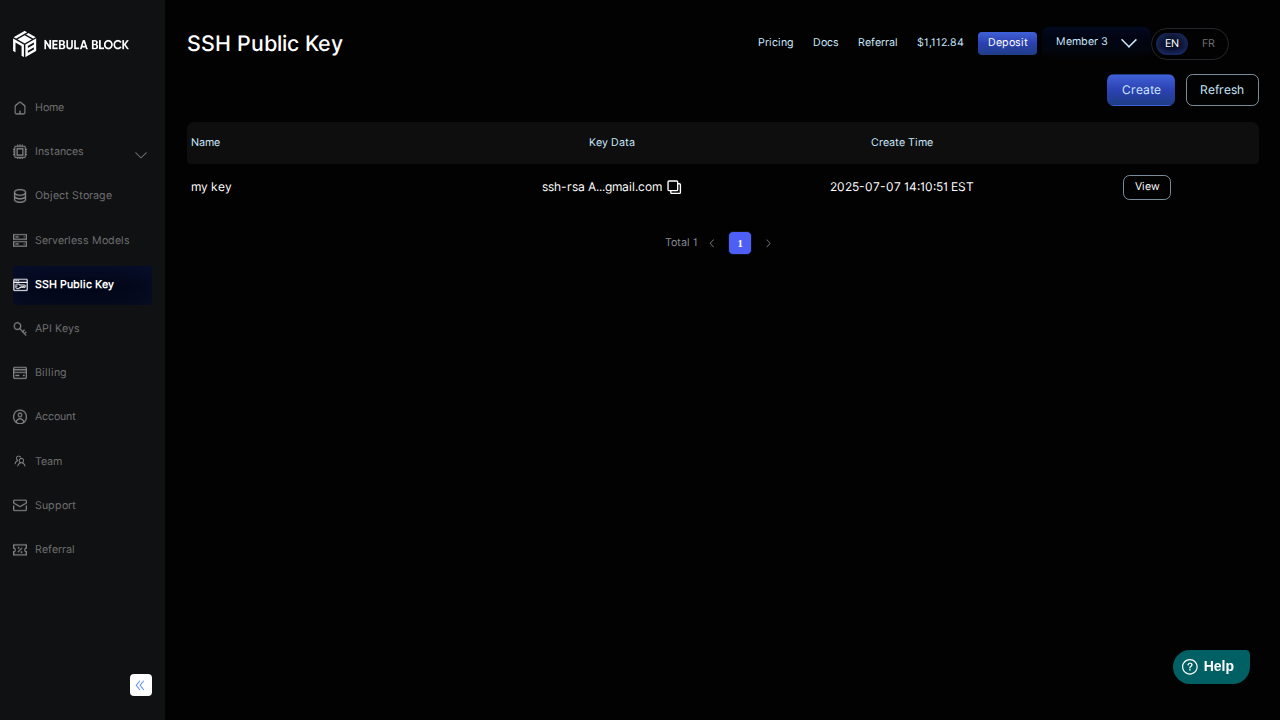 NEBULA BLOCK
Home
Instances
Object Storage
Serverless Models
SSH Public Key
API Keys
Billing
Account
Team
Support
Referral
SSH Public Key
Pricing
Docs
Referral
$1,112.84
Deposit
Member 3
EN
FR
Create
Refresh
Name
Key Data
Create Time
my key
ssh-rsa A...gmail.com
2025-07-07 14:10:51 EST
View
Total 1
1
Help